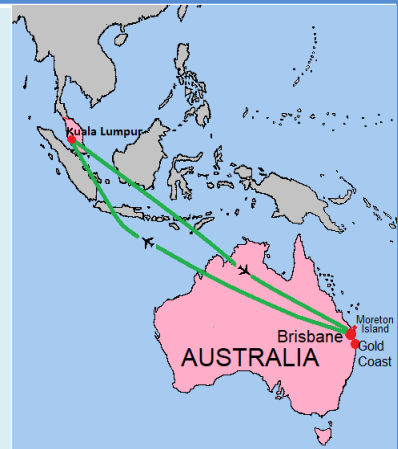 Kuala Lumpur
Moreton
Island
Brisbane
Gold
Coast
AUSTRALIA